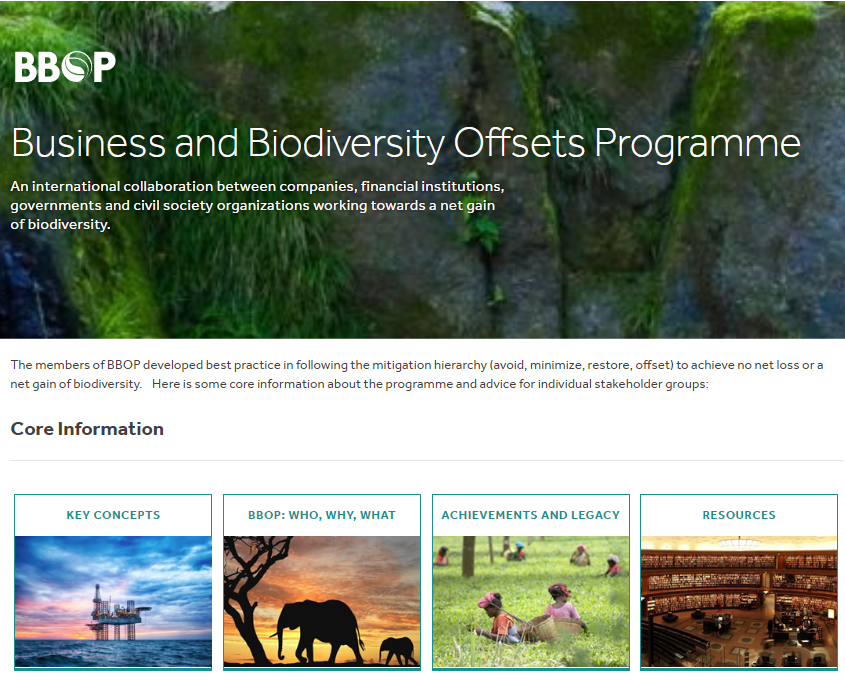 BBOP
Business and Biodiversity Offsets Programme
An international collaboration between companies, financial institutions,
governments and civil society organizations working towards a net gain
of biodiversity.
The members of BBOP developed best practice in following the mitigation hierarchy (avoid, minimize, restore, offset) to achieve no net loss or a
net gain of biodiversity.   Here is some core information about the programme and advice for individual stakeholder groups:
Core Information
KEY CONCEPTS
BBOP: WHO, WHY, WHAT
ACHIEVEMENTS AND LEGACY
RESOURCES